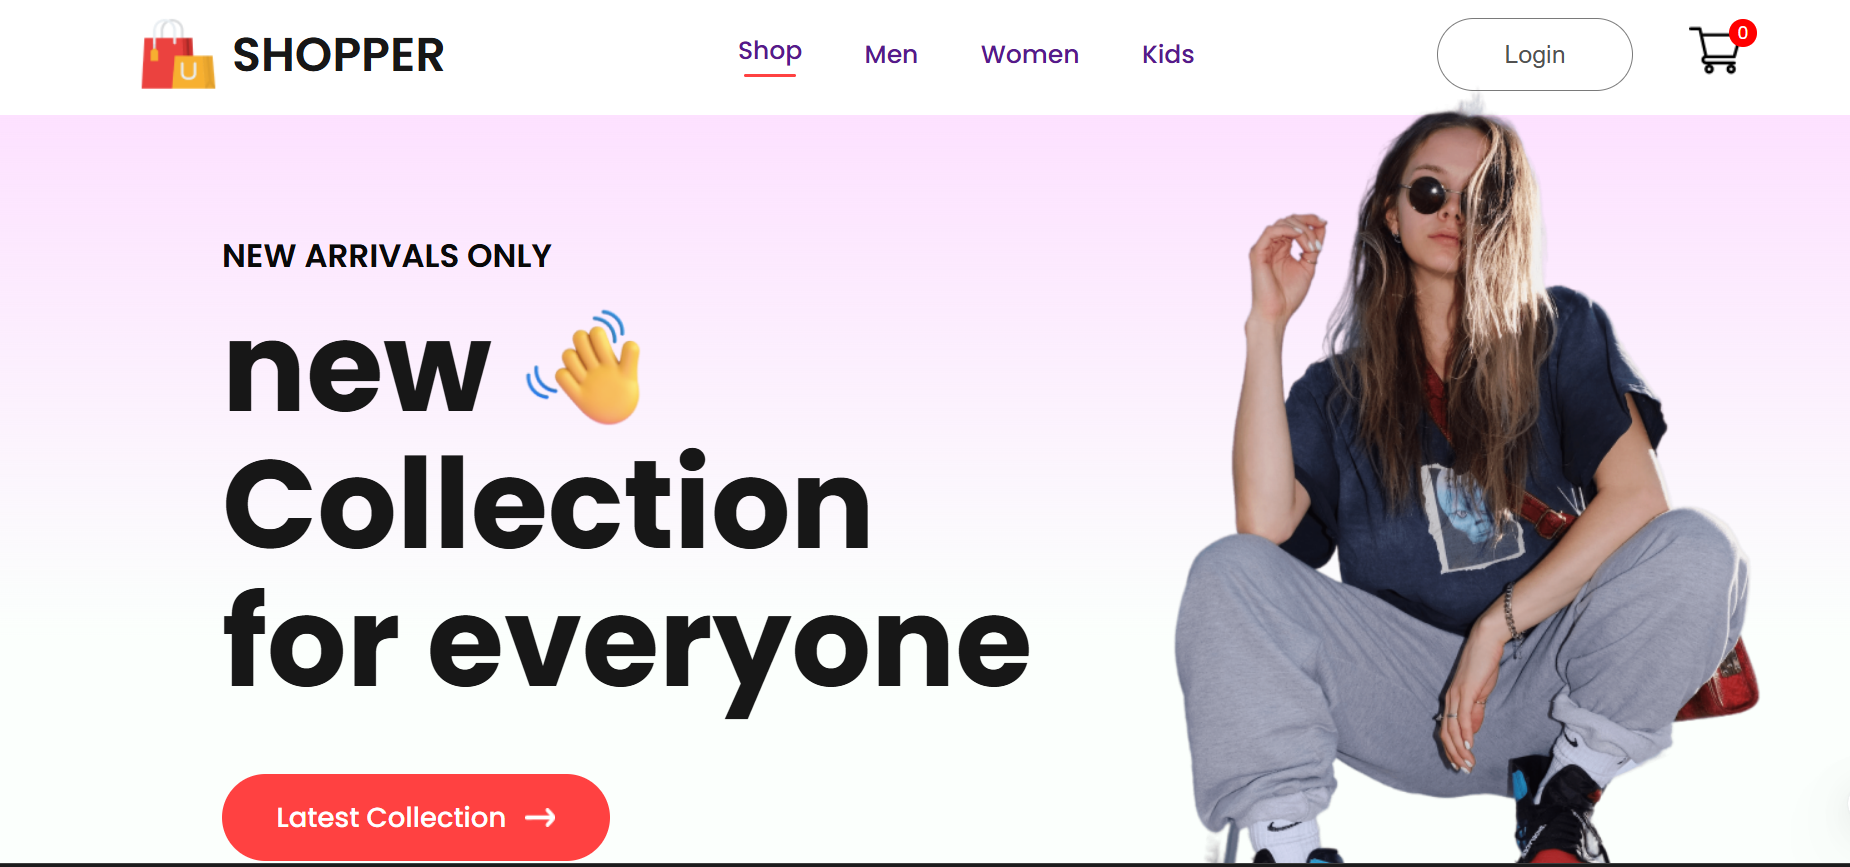 SHOPPER
Shop Men Women Kids
Login
0
NEW ARRIVALS ONLY
new
Collection
for everyone
Latest Collection →